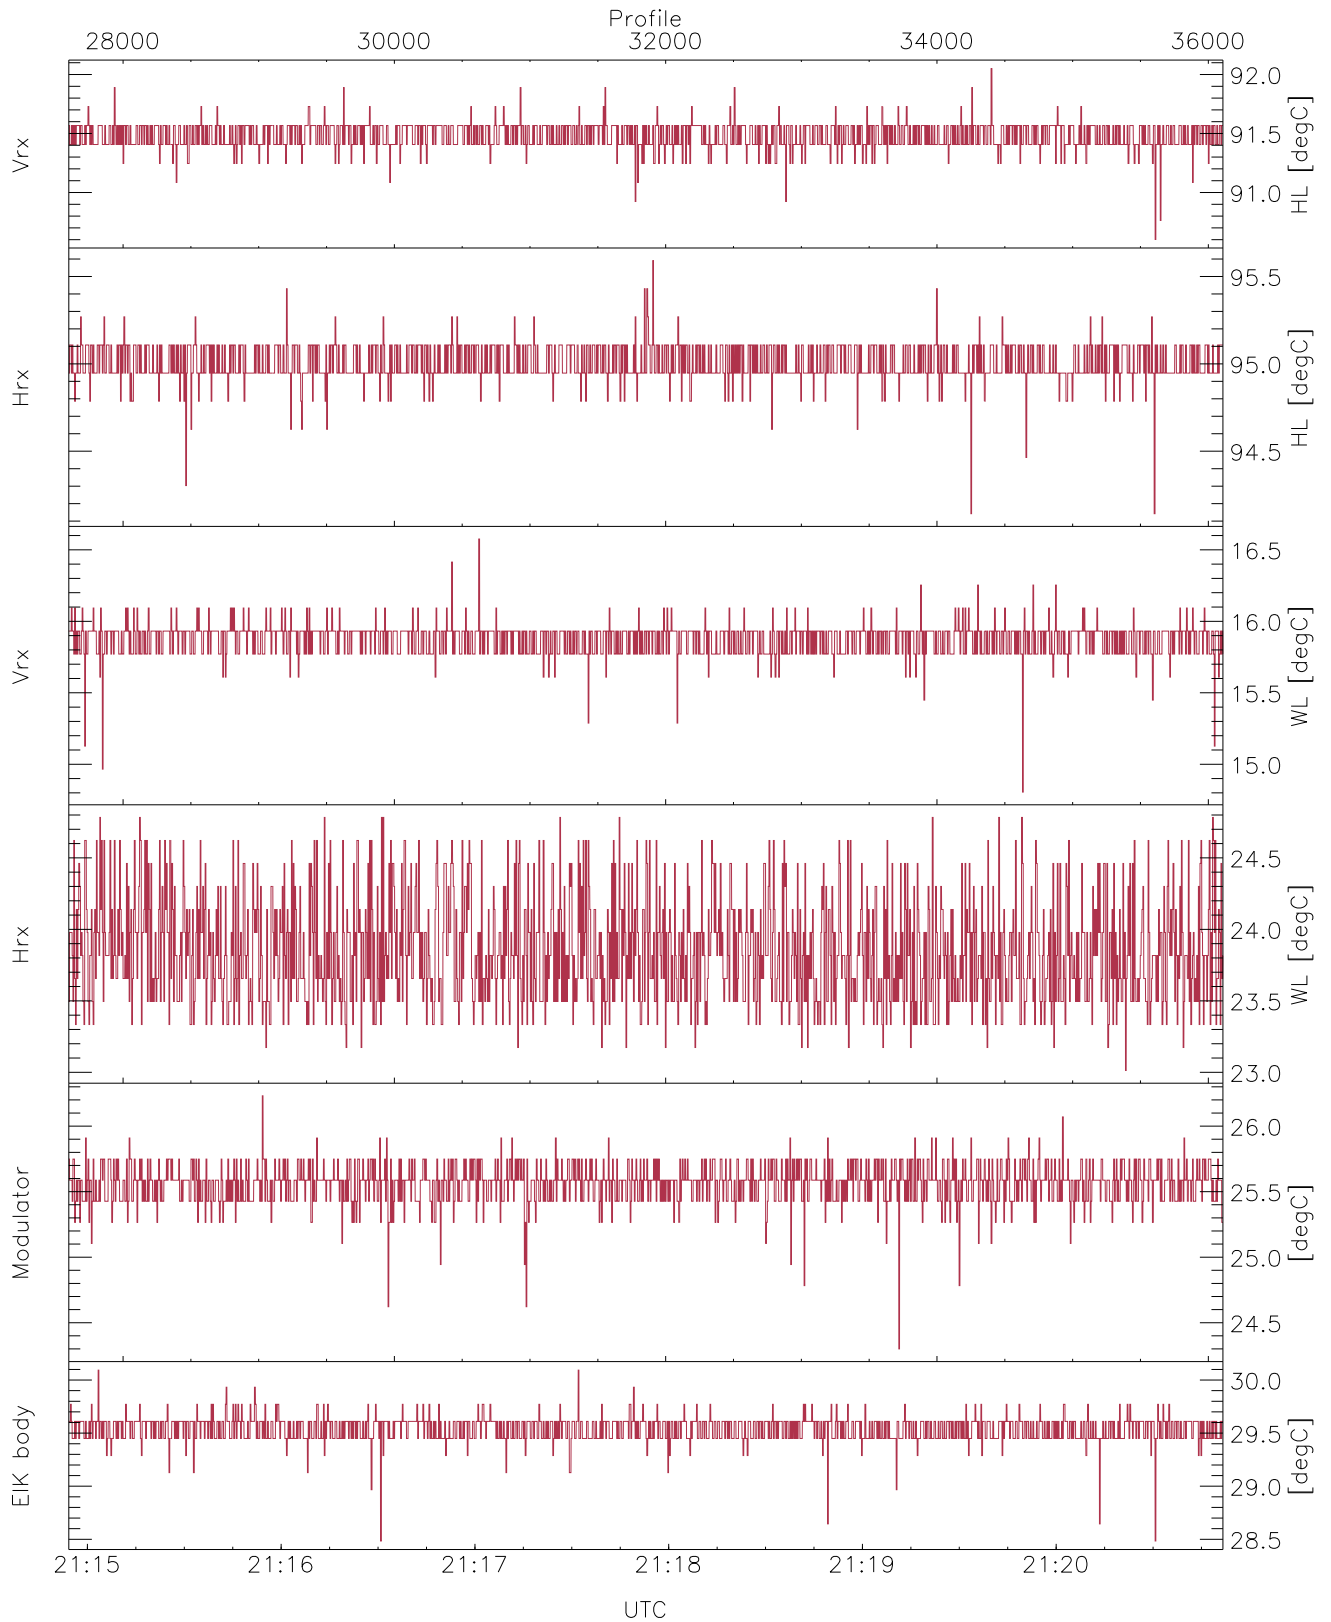 Profile
28000 30000 32000 34000 36000
Vrx
92.0
91.5
91.0
HL [degC]
Hrx
95.5
95.0
94.5
HL [degC]
Vrx
16.5
16.0
15.5
15.0
WL [degC]
Hrx
24.5
24.0
23.5
23.0
WL [degC]
Modulator
26.0
25.5
25.0
24.5
[degC]
EIK body
30.0
29.5
29.0
28.5
[degC]
21:15 21:16 21:17 21:18 21:19 21:20
UTC